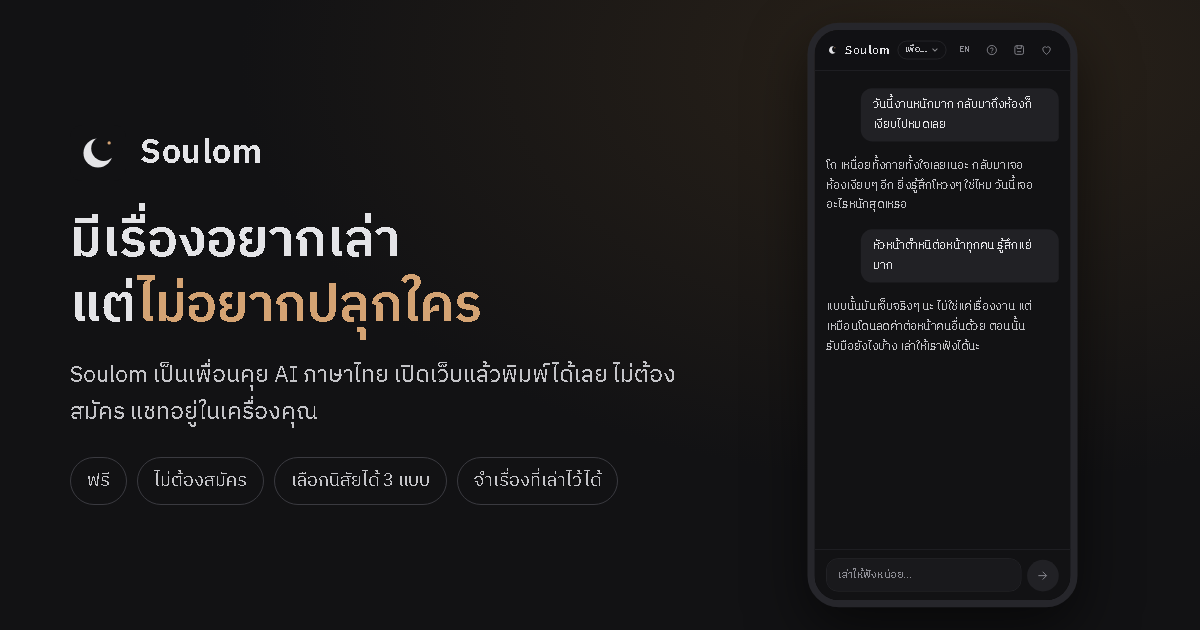 Soulom
มีเรื่องอยากเล่า
แต่ไม่อยากปลุกใคร
Soulom เป็นเพื่อนคุย AI ภาษาไทย เปิดเว็บแล้วพิมพ์ได้เลย ไม่ต้อง
สมัคร แชทอยู่ในเครื่องคุณ
ฟรี
ไม่ต้องสมัคร
เลือกนิสัยได้ 3 แบบ
จำเรื่องที่เล่าไว้ได้
Soulom เพื่อ... EN
วันนี้งานหนักมาก กลับมาถึงห้องก็
เงียบไปหมดเลย
โถ เหนื่อยทั้งกายทั้งใจเลยเนอะ กลับมาเจอ
ห้องเงียบๆ อีก ยิ่งรู้สึกโหวงๆ ใช่ไหม วันนี้เจอ
อะไรหนักสุดเหรอ
หัวหน้าตำหนิต่อหน้าทุกคน รู้สึกแย่
มาก
แบบนั้นมันเจ็บจริงๆ นะ ไม่ใช่แค่เรื่องงาน แต่
เหมือนโดนลดค่าต่อหน้าคนอื่นด้วย ตอนนั้น
รับมือยังไงบ้าง เล่าให้เราฟังได้นะ
เล่าให้ฟังหน่อย...